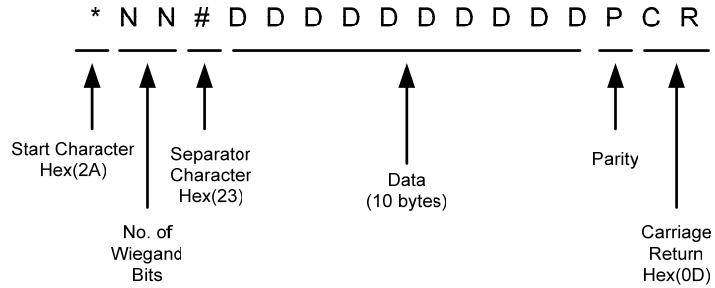 * N N # D D D D D D D D D D P C R
Start Character
Hex(2A)
Separator
Character
Hex(23)
Data
(10 bytes)
Parity
No. of
Wiegand
Bits
Carriage
Return
Hex(0D)